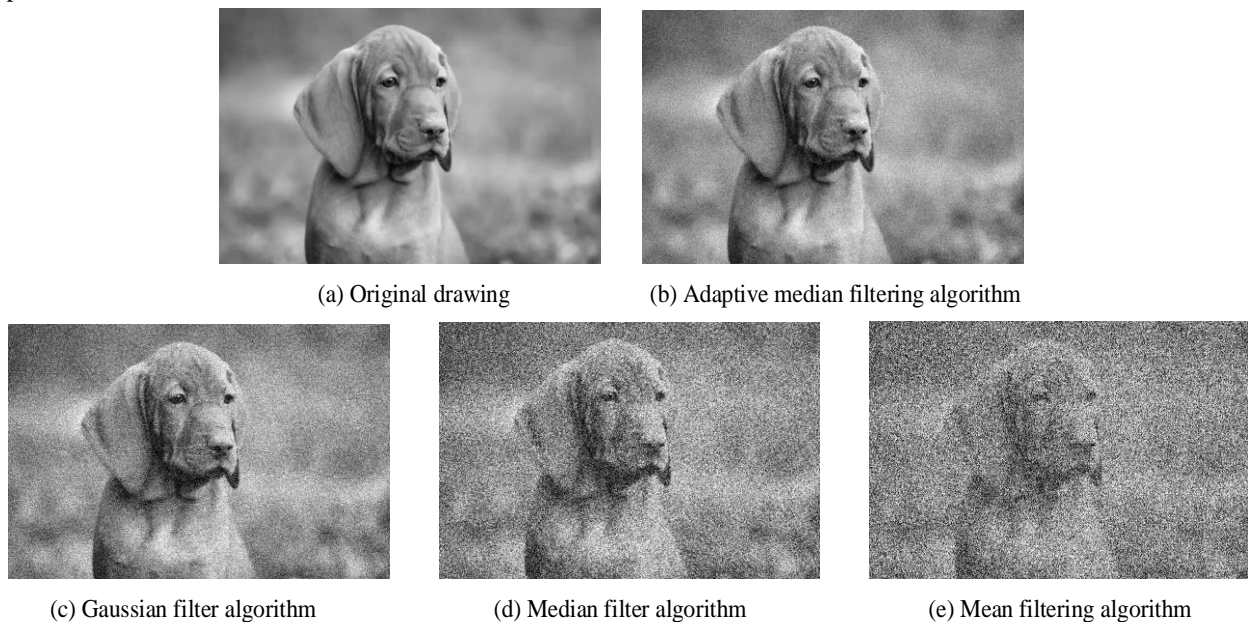 (a) Original drawing
(b) Adaptive median filtering algorithm
(c) Gaussian filter algorithm
(d) Median filter algorithm
(e) Mean filtering algorithm